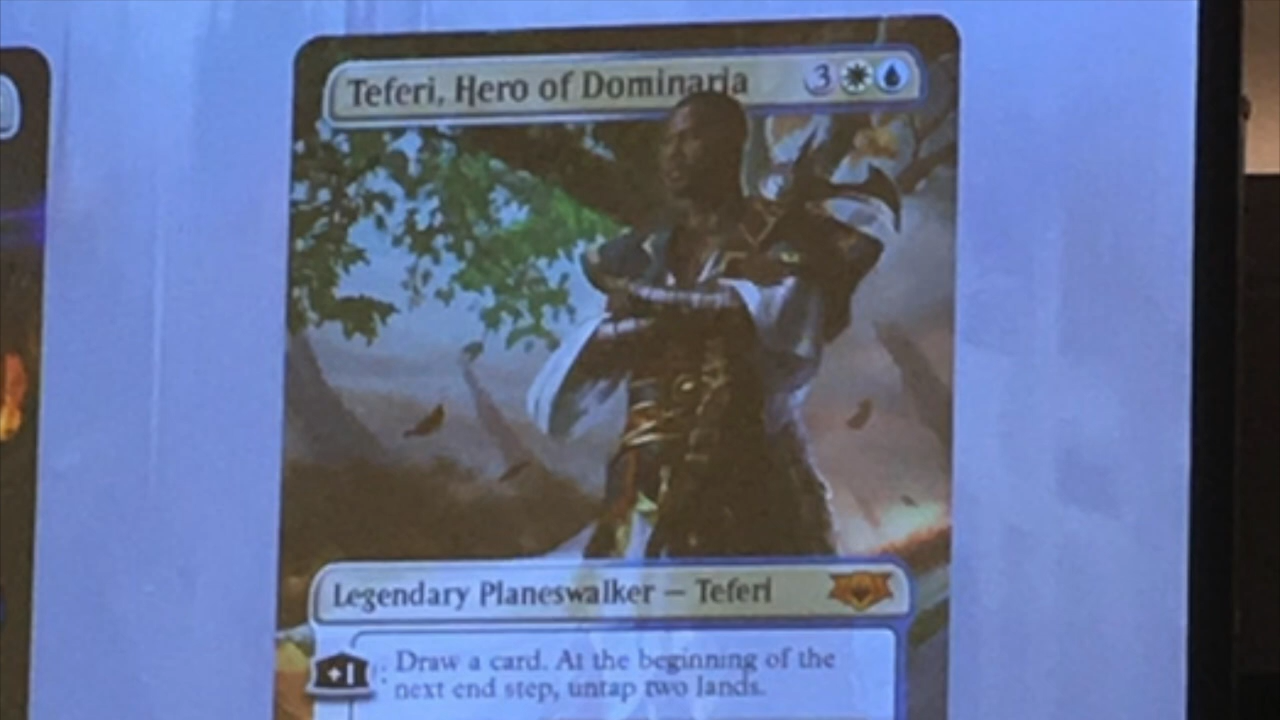 Teferi, Hero of Dominaria 3
Legendary Planeswalker – Teferi
+1 : Draw a card. At the beginning of the
next end step, untap two lands.